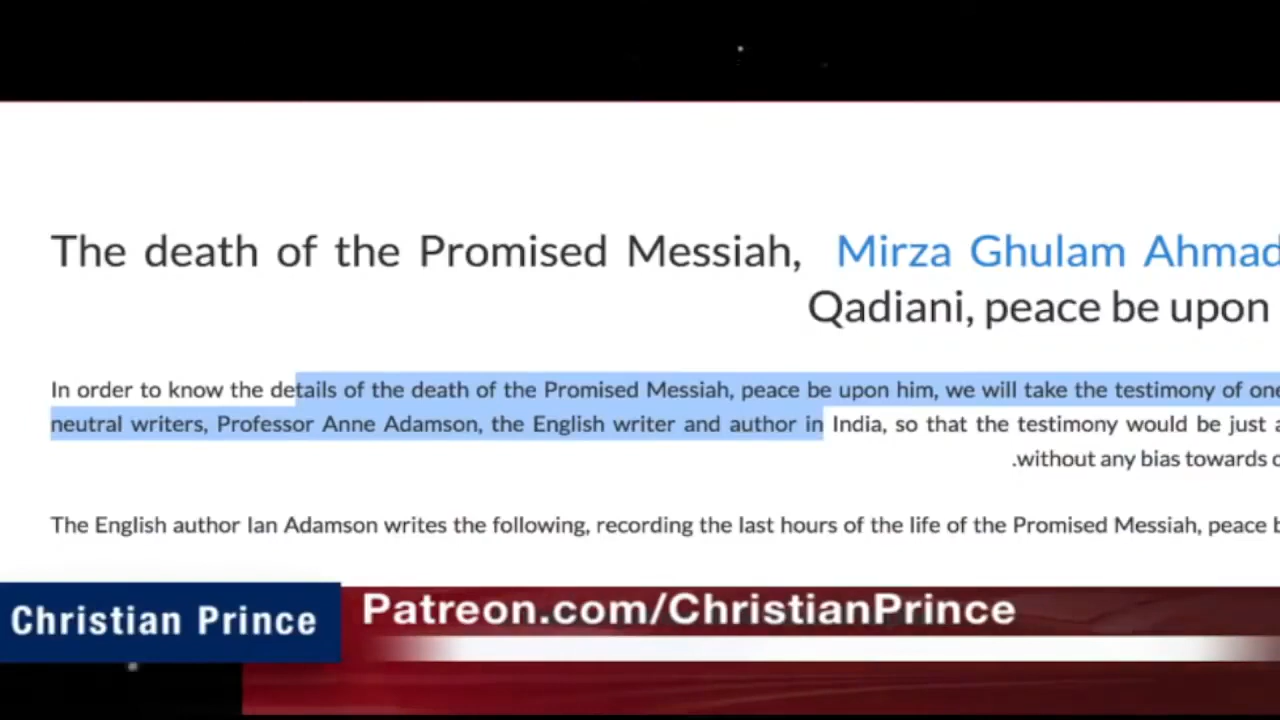 The death of the Promised Messiah, Mirza Ghulam Ahmad
Qadiani, peace be upon
In order to know the details of the death of the Promised Messiah, peace be upon him, we will take the testimony of one
neutral writers, Professor Anne Adamson, the English writer and author in India, so that the testimony would be just a
.without any bias towards
The English author Ian Adamson writes the following, recording the last hours of the life of the Promised Messiah, peace
Christian Prince
Patreon.com/ChristianPrince